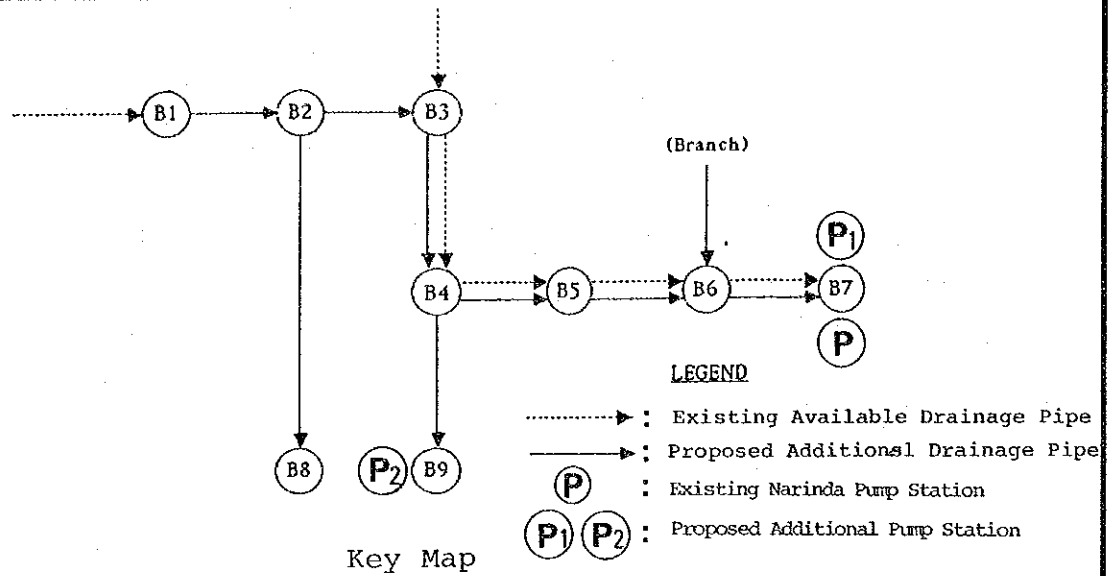 B1
B2
B3
(Branch)
P1
B4
B5
B6
B7
P
LEGEND
: Existing Available Drainage Pipe
: Proposed Additionsl Drainage Pipe
B8
P2
B9
P : Existing Narinda Pump Station
P1 P2 : Proposed Additional Pump Station
Key Map